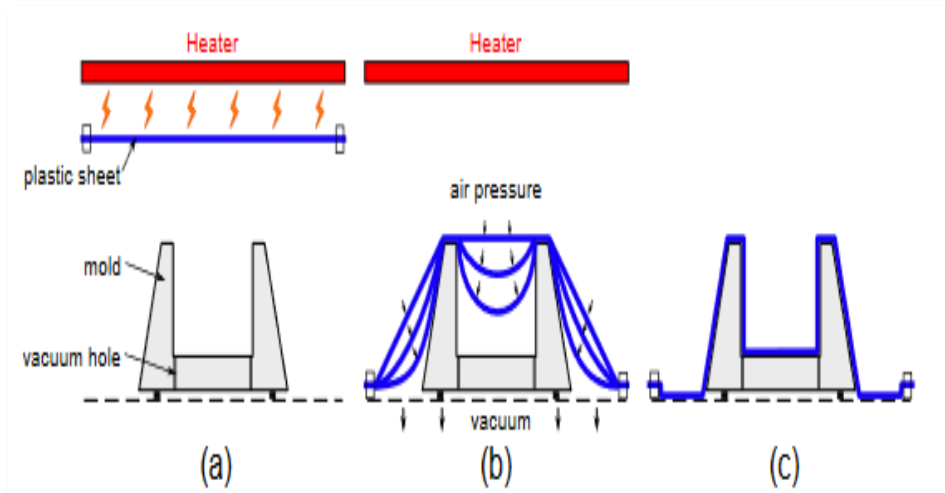 Heater
Heater
plastic sheet
air pressure
mold
vacuum hole
vacuum
(a)
(b)
(c)